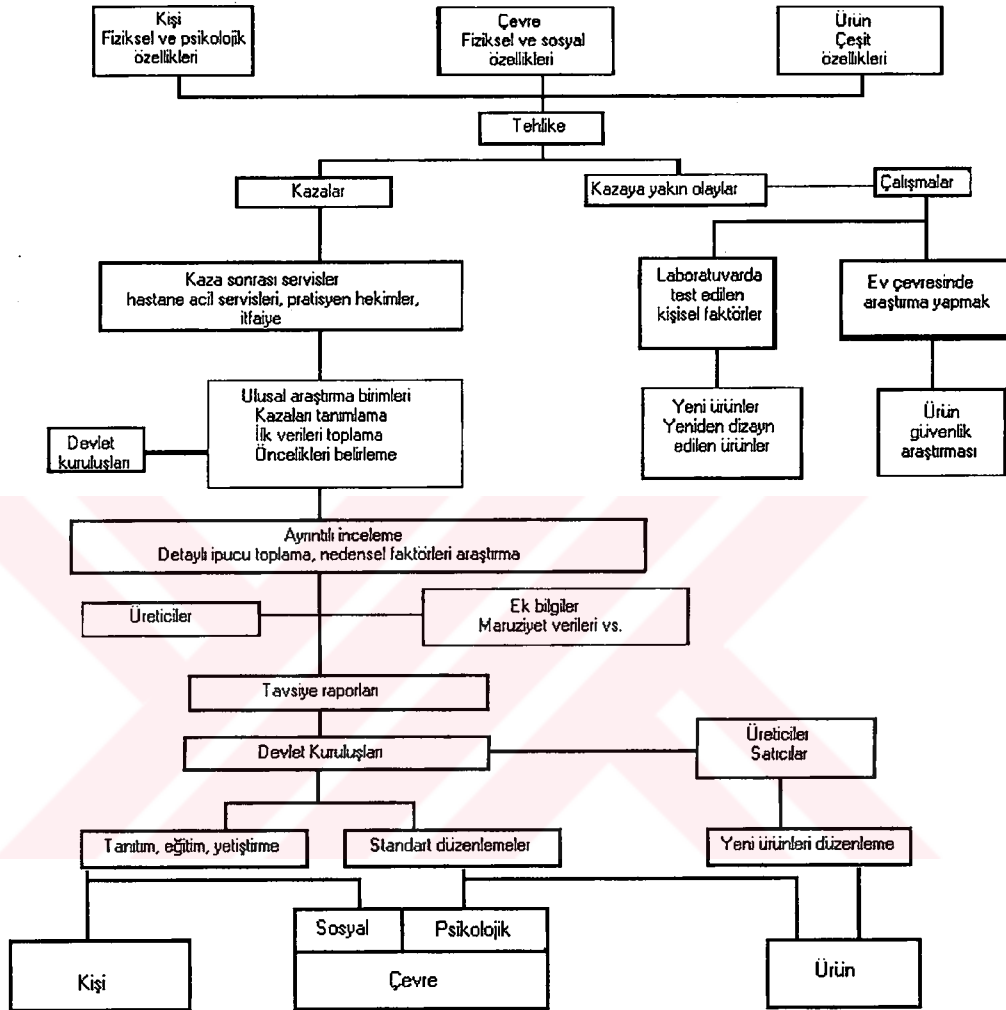 Kişi
Fiziksel ve psikolojik
özellikleri
Çevre
Fiziksel ve sosyal
özellikleri
Ürün
Çeşit
özellikleri
Tehlike
Kazalar
Kazaya yakın olaylar
Çalışmalar
Kaza sonrası servisler
hastane acil servisleri, pratisyen hekimler,
itfaiye
Laboratuvarda
test edilen
kişisel faktörler
Ev çevresinde
araştırma yapmak
Ulusal araştırma birimleri
Kazaları tanımlama
İlk verileri toplama
Öncelikleri belirleme
Devlet
kuruluşları
Yeni ürünler
Yeniden dizayn
edilen ürünler
Ürün
güvenlik
araştırması
Ayrıntılı inceleme
Detaylı ipucu toplama, nedensel faktörleri araştırma
Üreticiler
Ek bilgiler
Maruziyet verileri vs.
Tavsiye raporları
Devlet Kuruluşları
Üreticiler
Satıcılar
Tanıtım, eğitim, yetiştirme
Standart düzenlemeler
Yeni ürünleri düzenleme
Sosyal
Psikolojik
Kişi
Çevre
Ürün